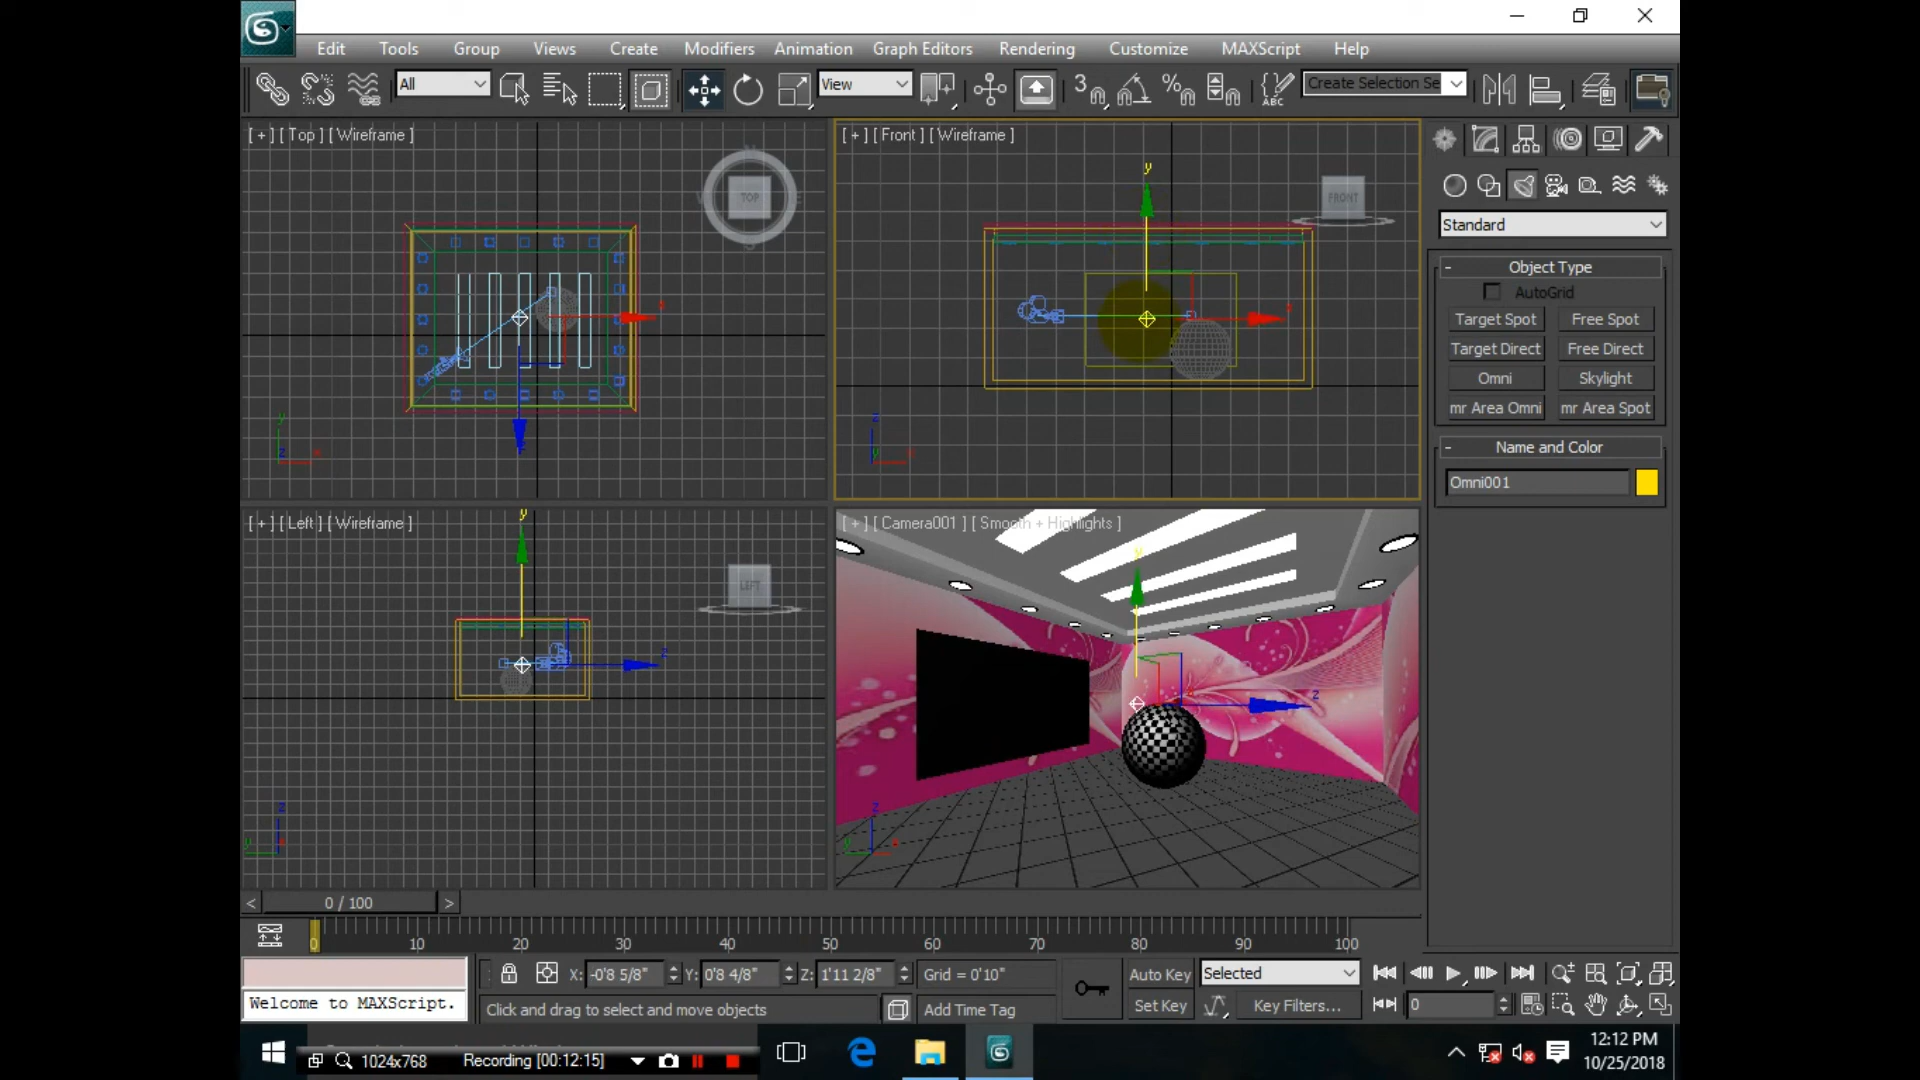 Edit Tools Group Views Create Modifiers Animation Graph Editors Rendering Customize MAXScript Help
All View 3 % ABC Create Selection Se
[ + ] [ Top ] [ Wireframe ]
TOP
[ + ] [ Front ] [ Wireframe ]
FRONT
Standard
- Object Type
AutoGrid
Target Spot Free Spot
Target Direct Free Direct
Omni Skylight
mr Area Omni mr Area Spot
- Name and Color
Omni001
[ + ] [ Left ] [ Wireframe ]
LEFT
[ + ] [ Camera001 ] [ Smooth + Highlights ]
< 0 / 100 >
0 10 20 30 40 50 60 70 80 90 100
X: -0'8 5/8" Y: 0'8 4/8" Z: 1'11 2/8" Grid = 0'10" Auto Key Selected
Welcome to MAXScript. Click and drag to select and move objects Add Time Tag Set Key Key Filters... 0
1024x768 Recording [00:12:15]
12:12 PM
10/25/2018